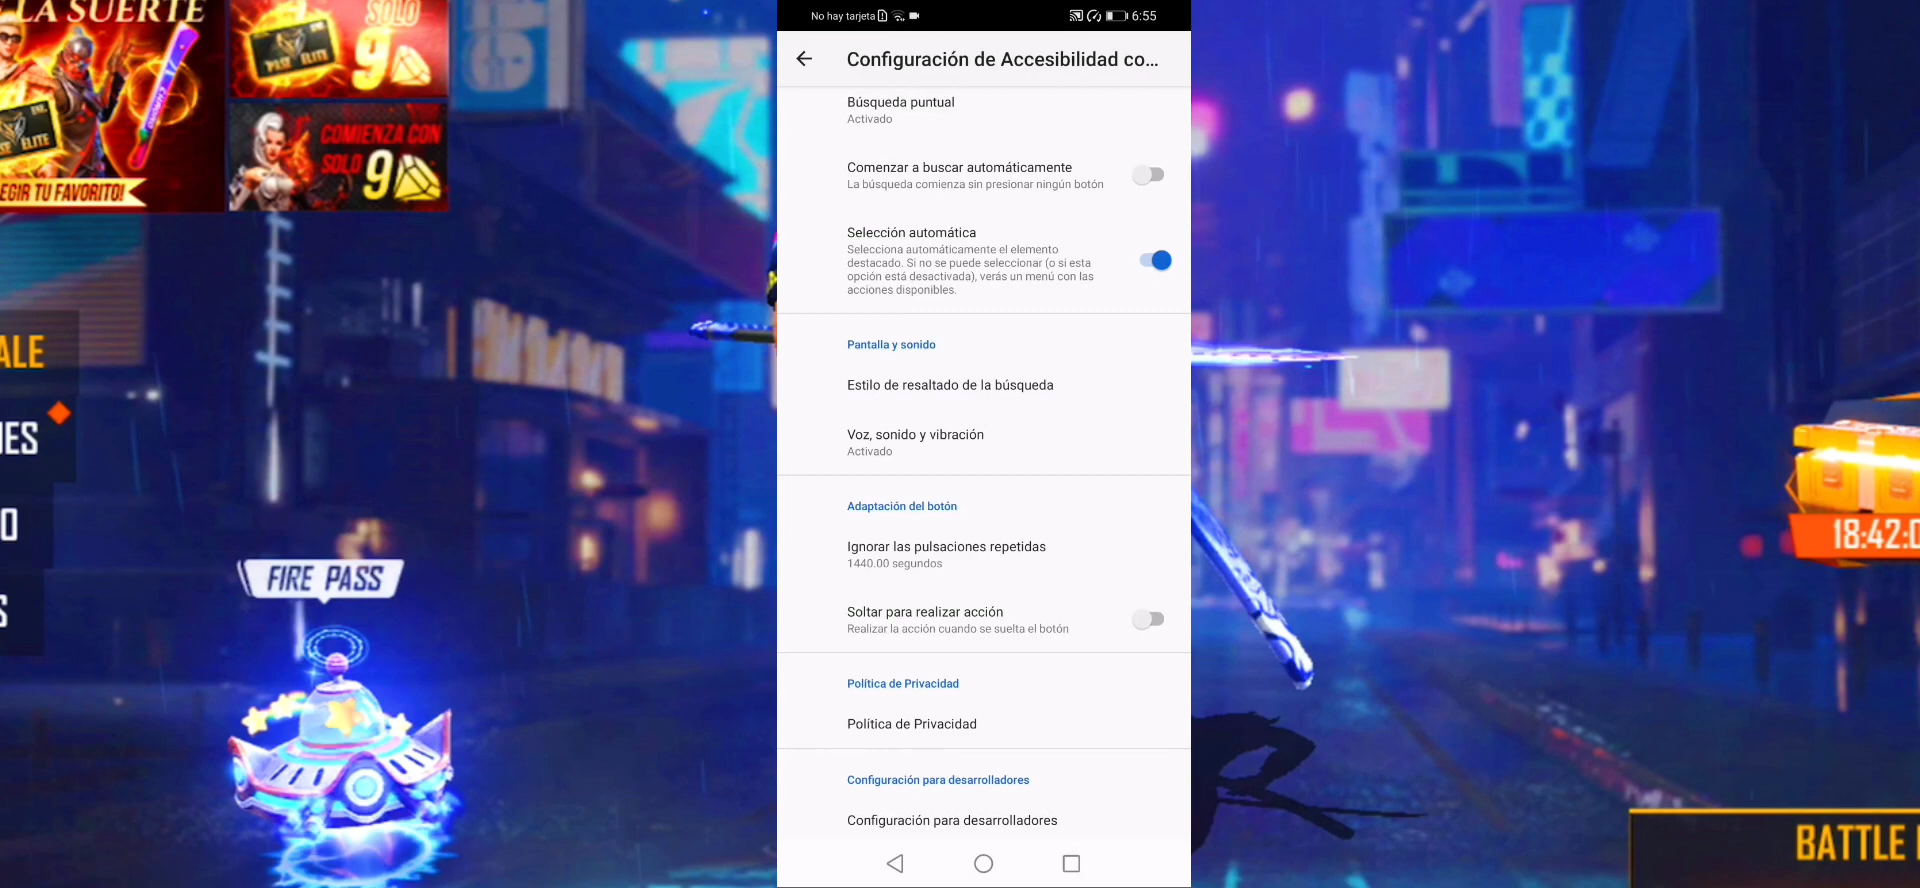 LA SUERTE
SOLO
9
PASE ELITE
COMIENZA CON
SOLO 9
ELITE
EGIR TU FAVORITO!
ALE
FIRE PASS
No hay tarjeta
6:55
Configuración de Accesibilidad co...
Búsqueda puntual
Activado
Comenzar a buscar automáticamente
La búsqueda comienza sin presionar ningún botón
Selección automática
Selecciona automáticamente el elemento
destacado. Si no se puede seleccionar (o si esta
opción está desactivada), verás un menú con las
acciones disponibles.
Pantalla y sonido
Estilo de resaltado de la búsqueda
Voz, sonido y vibración
Activado
Adaptación del botón
Ignorar las pulsaciones repetidas
1440.00 segundos
Soltar para realizar acción
Realizar la acción cuando se suelta el botón
Política de Privacidad
Política de Privacidad
Configuración para desarrolladores
Configuración para desarrolladores
18:42:0
BATTLE